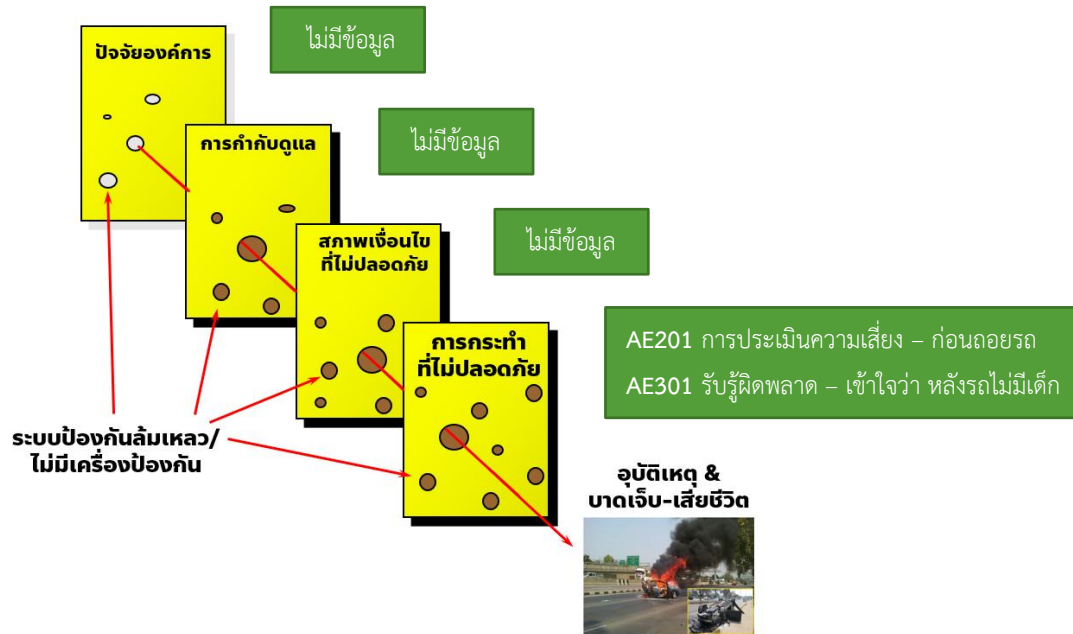 ปัจจัยองค์การ
ไม่มีข้อมูล
การกำกับดูแล
ไม่มีข้อมูล
สภาพเงื่อนไข
ที่ไม่ปลอดภัย
ไม่มีข้อมูล
การกระทำ
ที่ไม่ปลอดภัย
AE201 การประเมินความเสี่ยง – ก่อนถอยรถ
AE301 รับรู้ผิดพลาด – เข้าใจว่า หลังรถไม่มีเด็ก
ระบบป้องกันล้มเหลว/
ไม่มีเครื่องป้องกัน
อุบัติเหตุ &
บาดเจ็บ-เสียชีวิต